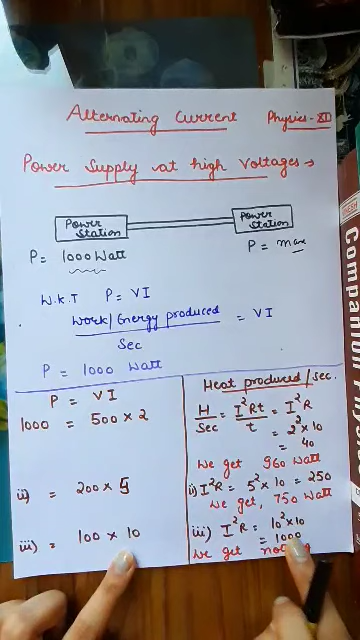 Alternating Current Physics-XII
Power Supply at high Voltages →
Power Station
Power Station
P = 1000 Watt
P = max
W.K.T P = VI
Work/Energy produced / Sec = VI
P = 1000 Watt
P = VI
1000 = 500 × 2
ii) = 200 × 5
iii) = 100 × 10
Heat produced/sec.
H/Sec = I²Rt/t = I²R
= 2² × 10
= 40
We get 960 Watt
ii) I²R = 5² × 10 = 250
We get, 750 Watt
iii) I²R = 10² × 10
= 1000
We get